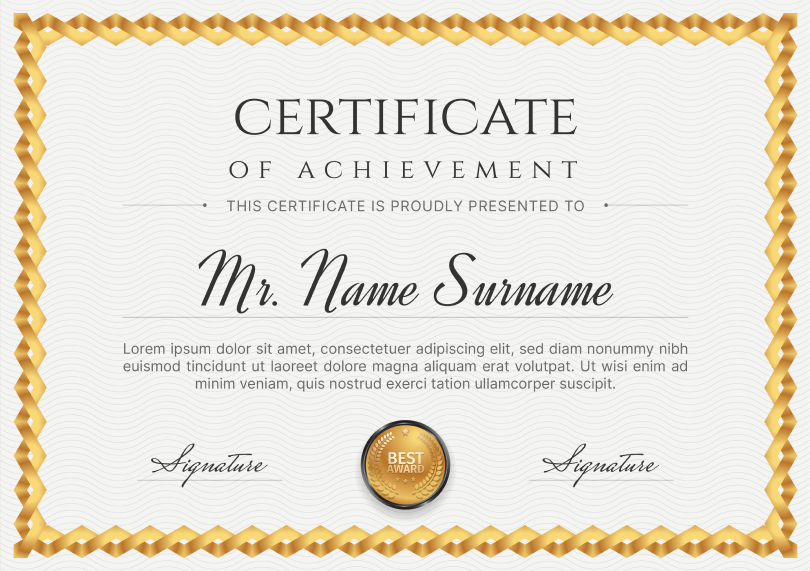 CERTIFICATE
OF ACHIEVEMENT
THIS CERTIFICATE IS PROUDLY PRESENTED TO
Mr. Name Surname
Lorem ipsum dolor sit amet, consectetuer adipiscing elit, sed diam nonummy nibh
euismod tincidunt ut laoreet dolore magna aliquam erat volutpat. Ut wisi enim ad
minim veniam, quis nostrud exerci tation ullamcorper suscipit.
Signature
BEST
AWARD
Signature